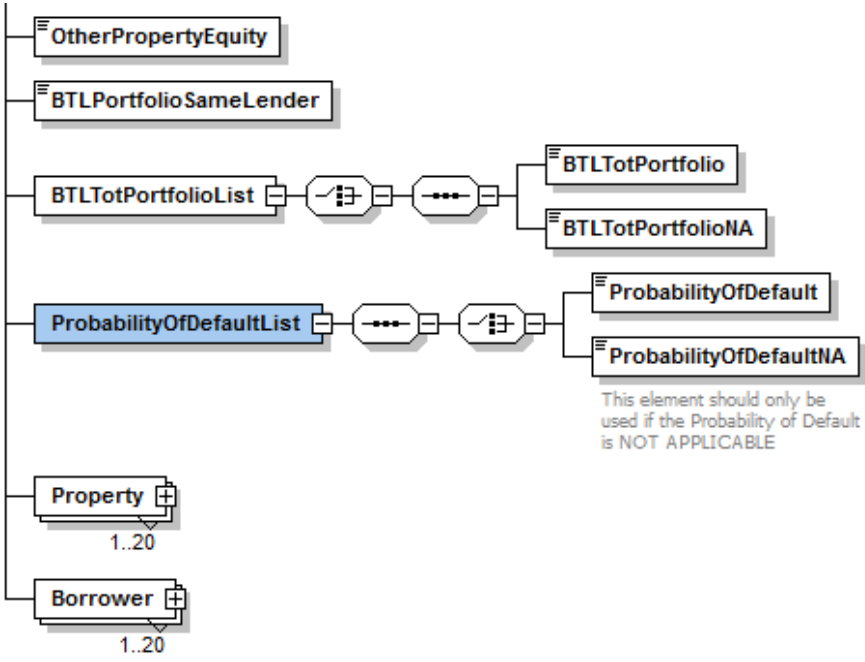 OtherPropertyEquity
BTLPortfolioSameLender
BTLTotPortfolioList
BTLTotPortfolio
BTLTotPortfolioNA
ProbabilityOfDefaultList
ProbabilityOfDefault
ProbabilityOfDefaultNA
This element should only be
used if the Probability of Default
is NOT APPLICABLE
Property
1..20
Borrower
1..20